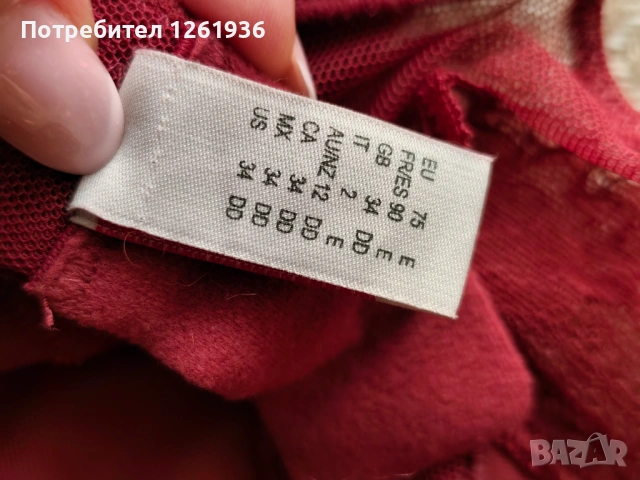 Потребител 1261936
EU 75 E
FR/ES 90 E
GB 34 DD
IT 2 E
AU/NZ 12 DD
CA 34 DD
MX 34 DD
US 34 DD
BAZAR